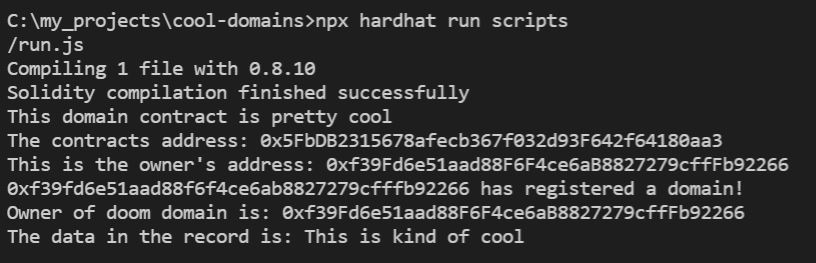 C:\my_projects\cool-domains>npx hardhat run scripts
/run.js
Compiling 1 file with 0.8.10
Solidity compilation finished successfully
This domain contract is pretty cool
The contracts address: 0x5FbDB2315678afecb367f032d93F642f64180aa3
This is the owner's address: 0xf39Fd6e51aad88F6F4ce6aB8827279cffFb92266
0xf39fd6e51aad88f6f4ce6ab8827279cfffb92266 has registered a domain!
Owner of doom domain is: 0xf39Fd6e51aad88F6F4ce6aB8827279cffFb92266
The data in the record is: This is kind of cool